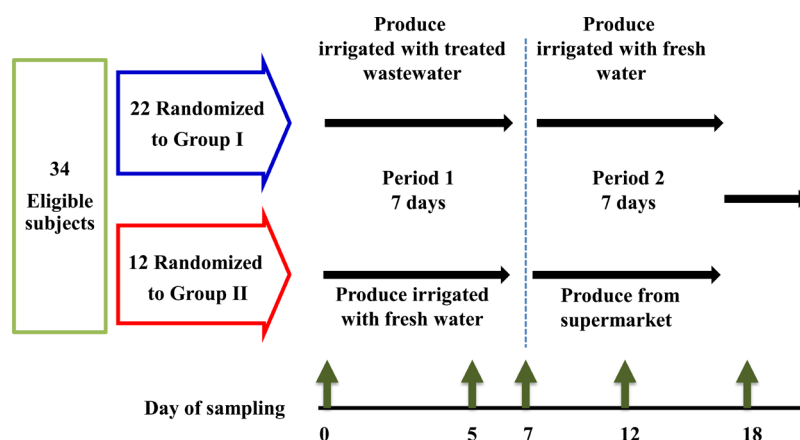 Produce
irrigated with treated
wastewater
Produce
irrigated with fresh
water
34
Eligible
subjects
22 Randomized
to Group I
Period 1
7 days
Period 2
7 days
12 Randomized
to Group II
Produce irrigated
with fresh water
Produce from
supermarket
Day of sampling
0
5
7
12
18